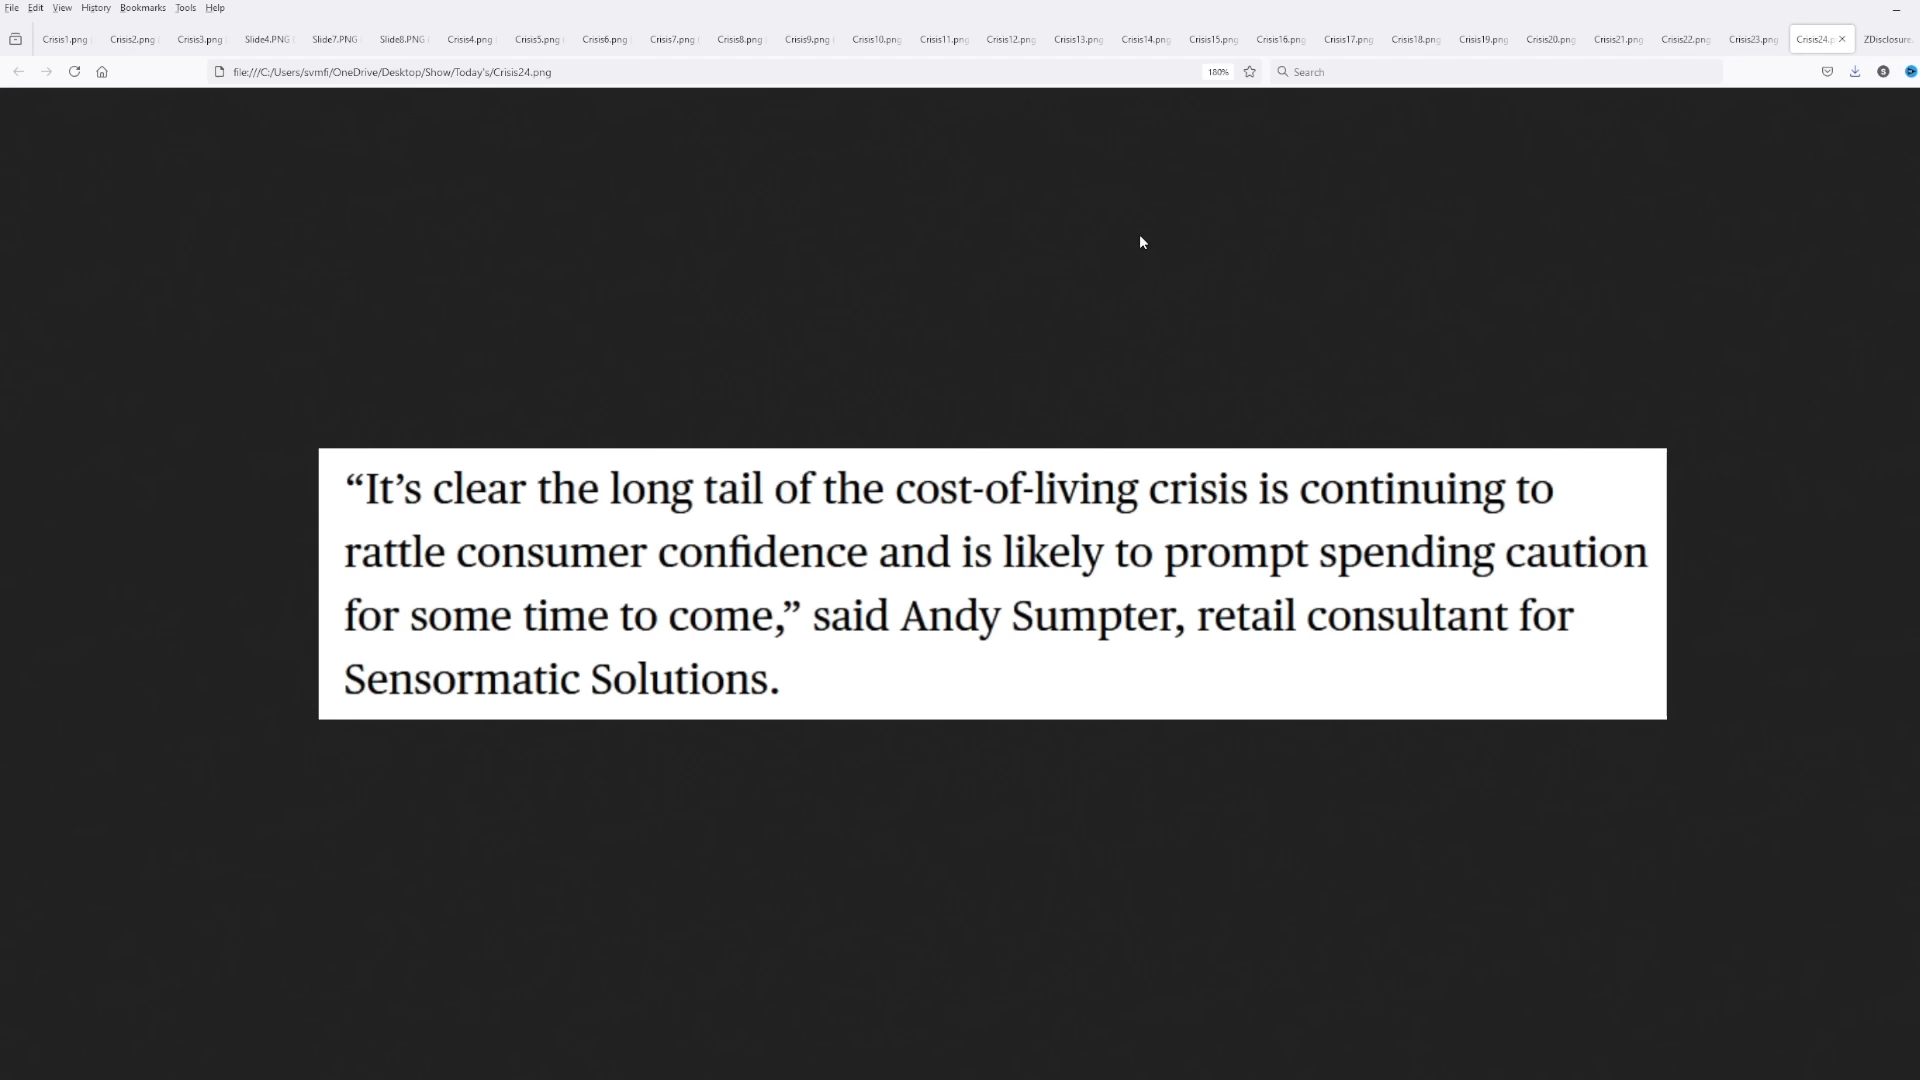 File Edit View History Bookmarks Tools Help
Crisis1.png Crisis2.png Crisis3.png Slide4.PNG Slide7.PNG Slide8.PNG Crisis4.png Crisis5.png Crisis6.png Crisis7.png Crisis8.png Crisis9.png Crisis10.png Crisis11.png Crisis12.png Crisis13.png Crisis14.png Crisis15.png Crisis16.png Crisis17.png Crisis18.png Crisis19.png Crisis20.png Crisis21.png Crisis22.png Crisis23.png Crisis24.p ZDisclosure.
file:///C:/Users/svmfi/OneDrive/Desktop/Show/Today's/Crisis24.png 180% Search S
“It’s clear the long tail of the cost-of-living crisis is continuing to
rattle consumer confidence and is likely to prompt spending caution
for some time to come,” said Andy Sumpter, retail consultant for
Sensormatic Solutions.